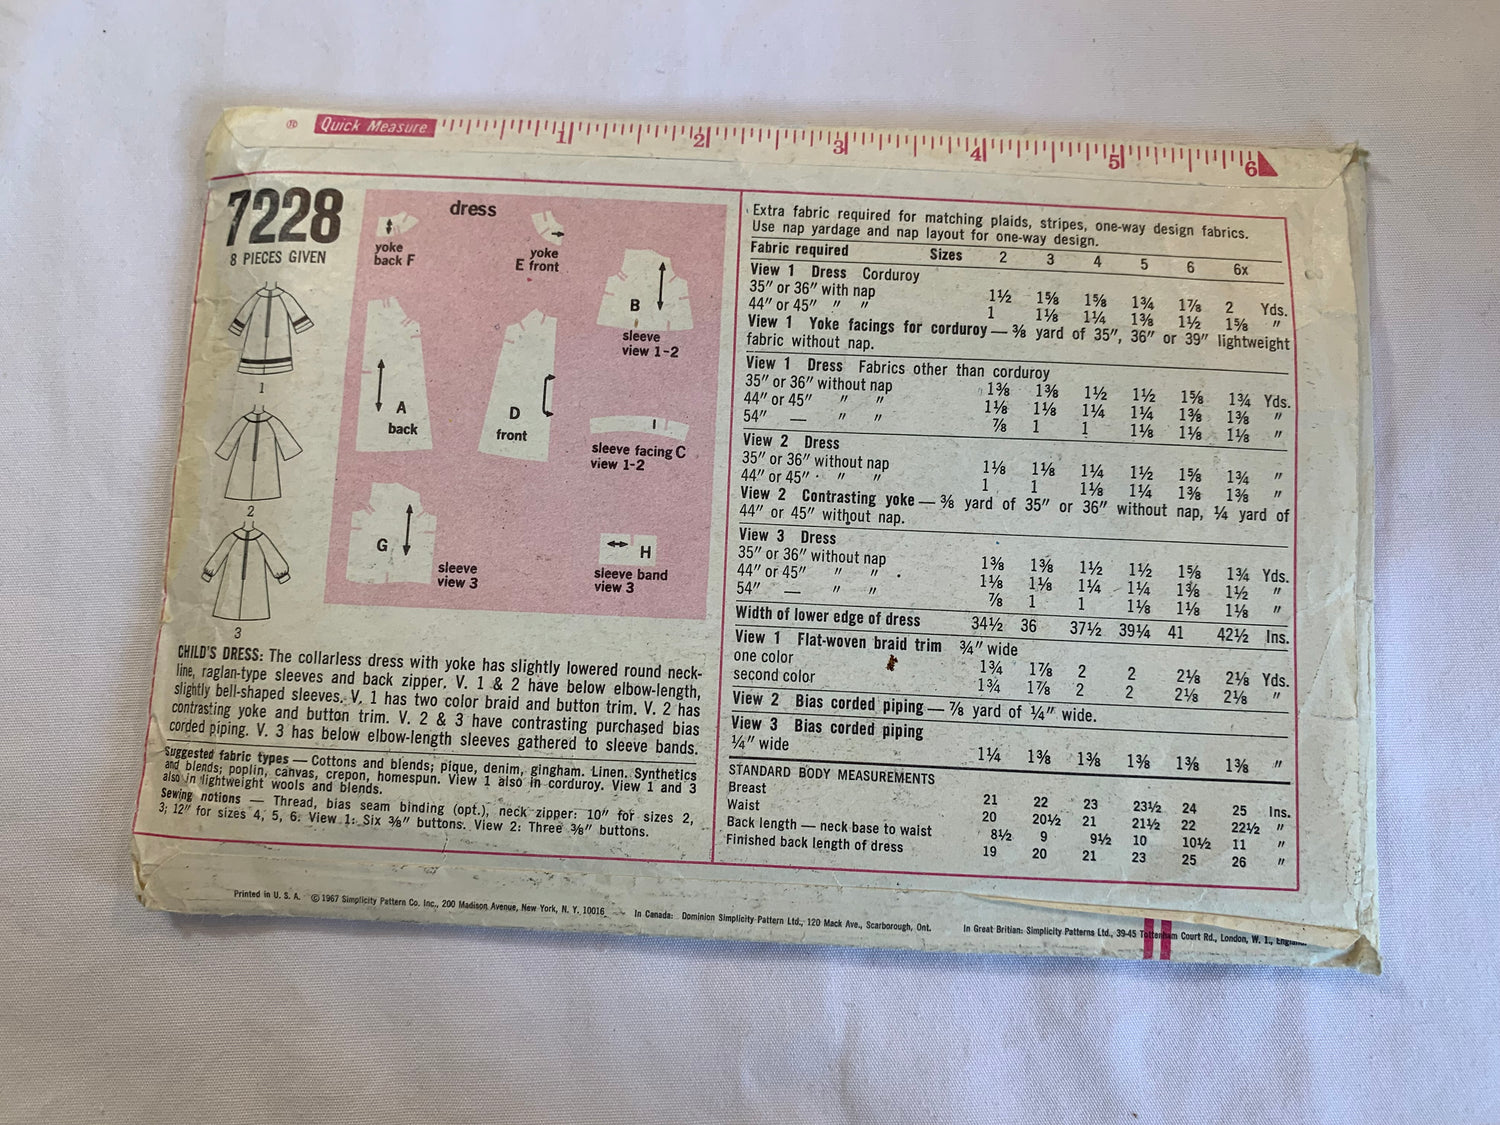 ® Quick Measure 1 2 3 4 5 6
7228
8 PIECES GIVEN
1
2
3
dress
yoke
back F
yoke
E front
B
sleeve
view 1-2
A
back
D
front
sleeve facing C
view 1-2
G
sleeve
view 3
H
sleeve band
view 3
CHILD'S DRESS: The collarless dress with yoke has slightly lowered round neck-
line, raglan-type sleeves and back zipper. V. 1 & 2 have below elbow-length,
slightly bell-shaped sleeves. V. 1 has two color braid and button trim. V. 2 has
contrasting yoke and button trim. V. 2 & 3 have contrasting purchased bias
corded piping. V. 3 has below elbow-length sleeves gathered to sleeve bands.
Suggested fabric types — Cottons and blends; pique, denim, gingham. Linen. Synthetics
and blends; poplin, canvas, crepon, homespun. View 1 also in corduroy. View 1 and 3
also in lightweight wools and blends.
Sewing notions — Thread, bias seam binding (opt.), neck zipper: 10" for sizes 2,
3; 12" for sizes 4, 5, 6. View 1: Six ⅜" buttons. View 2: Three ⅜" buttons.
Extra fabric required for matching plaids, stripes, one-way design fabrics.
Use nap yardage and nap layout for one-way design.
Fabric required Sizes 2 3 4 5 6 6x
View 1 Dress Corduroy
35" or 36" with nap 1½ 1⅝ 1⅝ 1¾ 1⅞ 2 Yds.
44" or 45" " " 1 1⅛ 1¼ 1⅜ 1½ 1⅝ "
View 1 Yoke facings for corduroy — ⅜ yard of 35", 36" or 39" lightweight
fabric without nap.
View 1 Dress Fabrics other than corduroy
35" or 36" without nap 1⅜ 1⅜ 1½ 1½ 1⅝ 1¾ Yds.
44" or 45" " " 1⅛ 1⅛ 1¼ 1¼ 1⅜ 1⅜ "
54" — " " ⅞ 1 1 1⅛ 1⅛ 1⅛ "
View 2 Dress
35" or 36" without nap 1⅛ 1⅛ 1¼ 1½ 1⅝ 1¾ "
44" or 45" " " 1 1 1⅛ 1¼ 1⅜ 1⅜ "
View 2 Contrasting yoke — ⅜ yard of 35" or 36" without nap, ¼ yard of
44" or 45" without nap.
View 3 Dress
35" or 36" without nap 1⅜ 1⅜ 1½ 1½ 1⅝ 1¾ Yds.
44" or 45" " " 1⅛ 1⅛ 1¼ 1¼ 1⅜ 1½ "
54" — " " ⅞ 1 1 1⅛ 1⅛ 1⅛ "
Width of lower edge of dress 34½ 36 37½ 39¼ 41 42½ Ins.
View 1 Flat-woven braid trim ¾" wide
one color 1¾ 1⅞ 2 2 2⅛ 2⅛ Yds.
second color 1¾ 1⅞ 2 2 2⅛ 2⅛ "
View 2 Bias corded piping — ⅞ yard of ¼" wide.
View 3 Bias corded piping
¼" wide 1¼ 1⅜ 1⅜ 1⅜ 1⅜ 1⅜ "
STANDARD BODY MEASUREMENTS
Breast 21 22 23 23½ 24 25 Ins.
Waist 20 20½ 21 21½ 22 22½ "
Back length — neck base to waist 8½ 9 9½ 10 10½ 11 "
Finished back length of dress 19 20 21 23 25 26 "
Printed in U. S. A. © 1967 Simplicity Pattern Co. Inc., 200 Madison Avenue, New York, N. Y. 10016 In Canada: Dominion Simplicity Pattern Ltd., 120 Mack Ave., Scarborough, Ont. In Great Britian: Simplicity Patterns Ltd., 39-45 Tottenham Court Rd., London, W. 1., England.